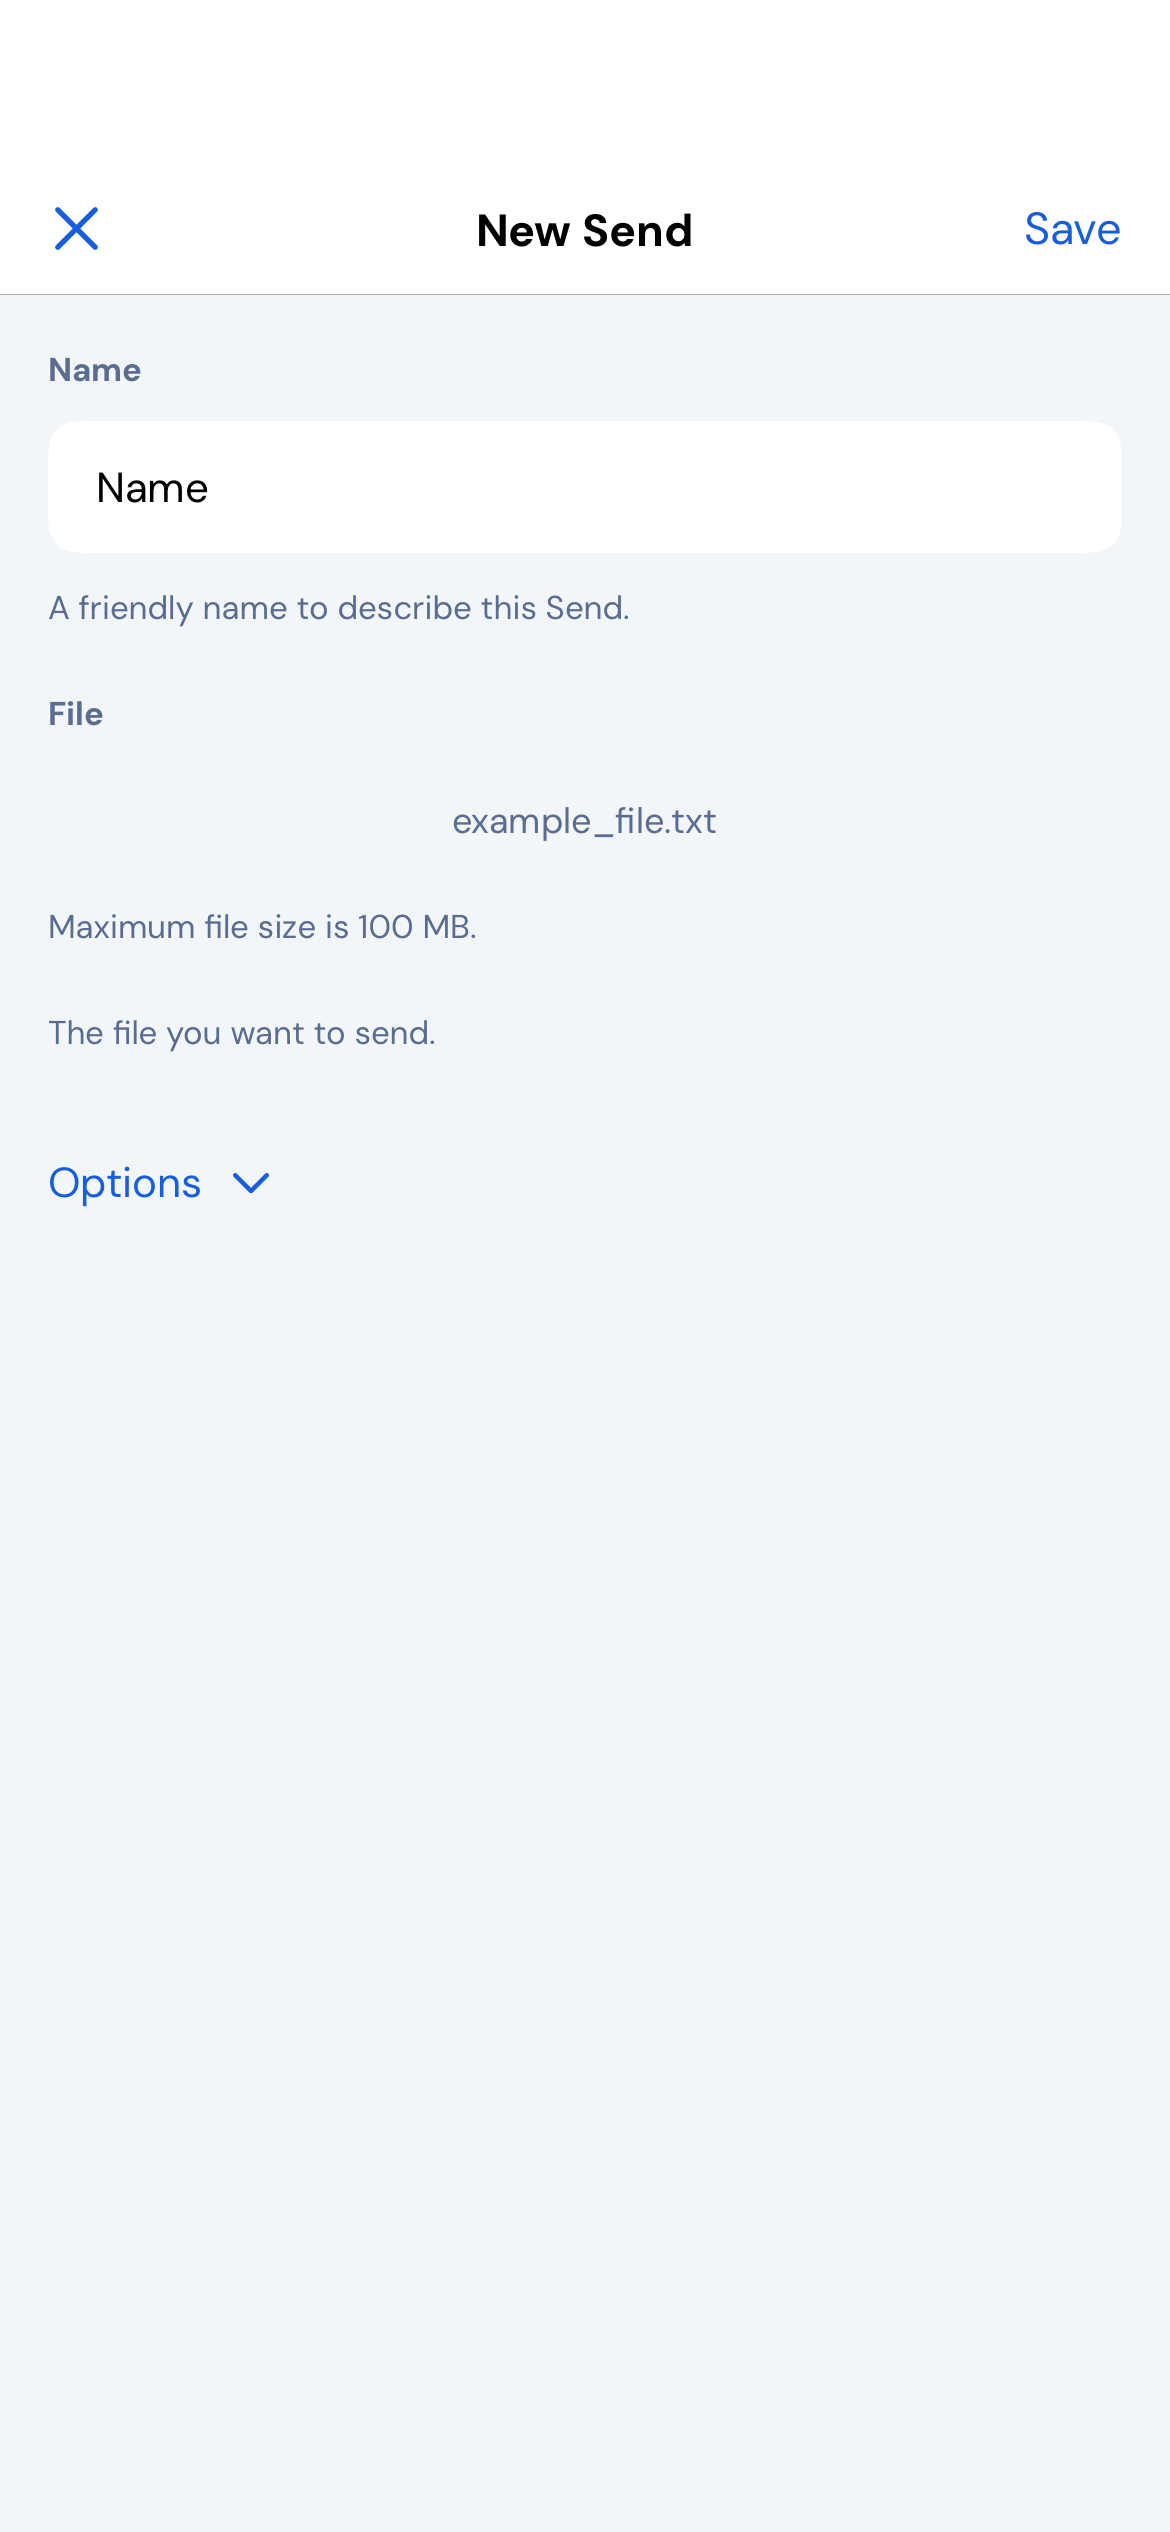 New Send
Save
Name
Name
A friendly name to describe this Send.
File
example_file.txt
Maximum file size is 100 MB.
The file you want to send.
Options